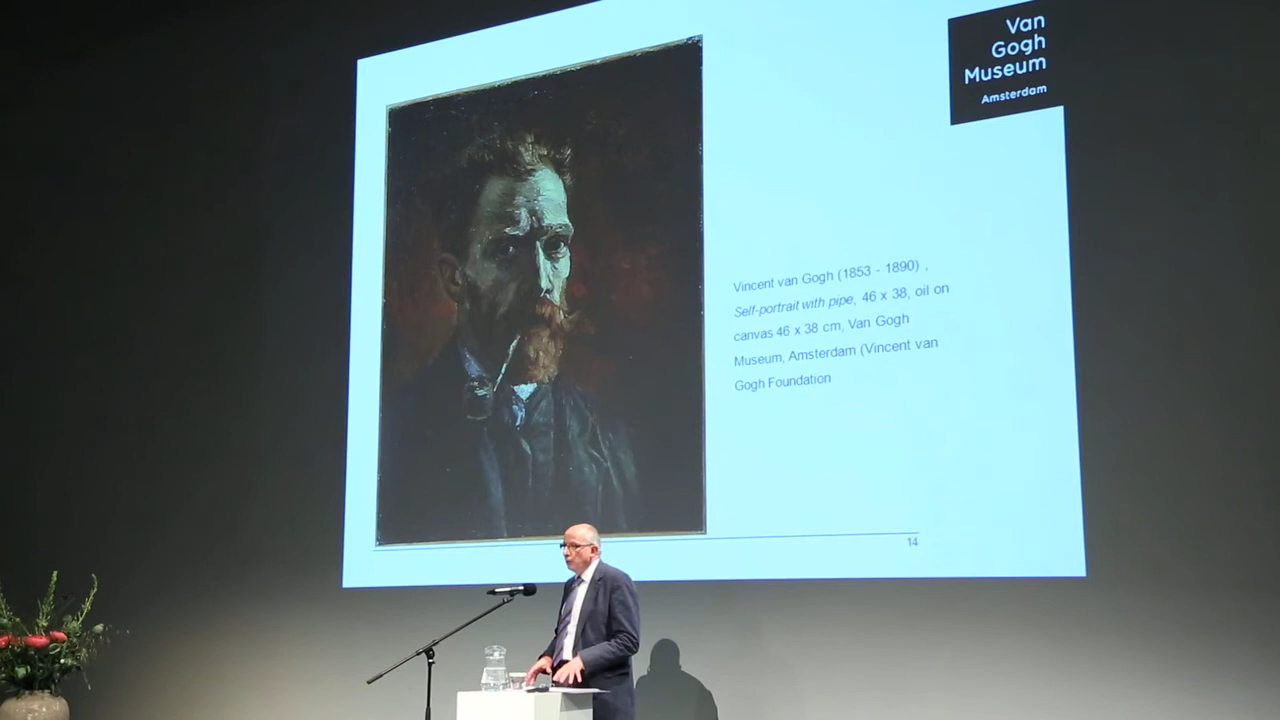 Van
Gogh
Museum
Amsterdam
Vincent van Gogh (1853 - 1890) ,
Self-portrait with pipe, 46 x 38, oil on
canvas 46 x 38 cm, Van Gogh
Museum, Amsterdam (Vincent van
Gogh Foundation
14